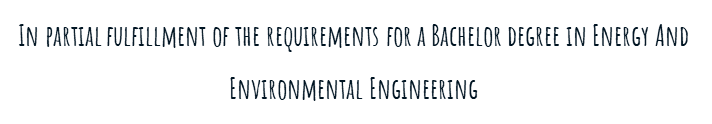 In partial fulfillment of the requirements for a Bachelor degree in Energy And
Environmental Engineering